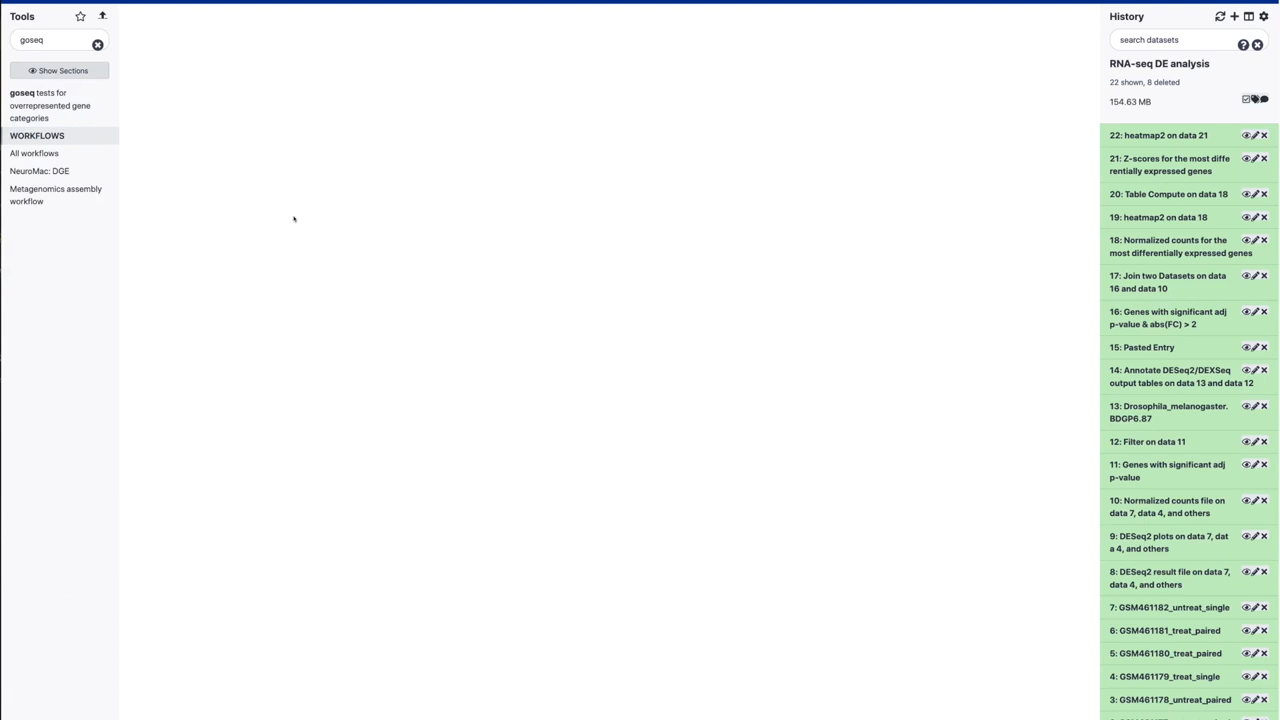 Tools
goseq
Show Sections
goseq tests for
overrepresented gene
categories
WORKFLOWS
All workflows
NeuroMac: DGE
Metagenomics assembly
workflow
History
search datasets
RNA-seq DE analysis
22 shown, 8 deleted
154.63 MB
22: heatmap2 on data 21
21: Z-scores for the most diffe
rentially expressed genes
20: Table Compute on data 18
19: heatmap2 on data 18
18: Normalized counts for the
most differentially expressed genes
17: Join two Datasets on data
16 and data 10
16: Genes with significant adj
p-value & abs(FC) > 2
15: Pasted Entry
14: Annotate DESeq2/DEXSeq
output tables on data 13 and data 12
13: Drosophila_melanogaster.
BDGP6.87
12: Filter on data 11
11: Genes with significant adj
p-value
10: Normalized counts file on
data 7, data 4, and others
9: DESeq2 plots on data 7, dat
a 4, and others
8: DESeq2 result file on data 7,
data 4, and others
7: GSM461182_untreat_single
6: GSM461181_treat_paired
5: GSM461180_treat_paired
4: GSM461179_treat_single
3: GSM461178_untreat_paired